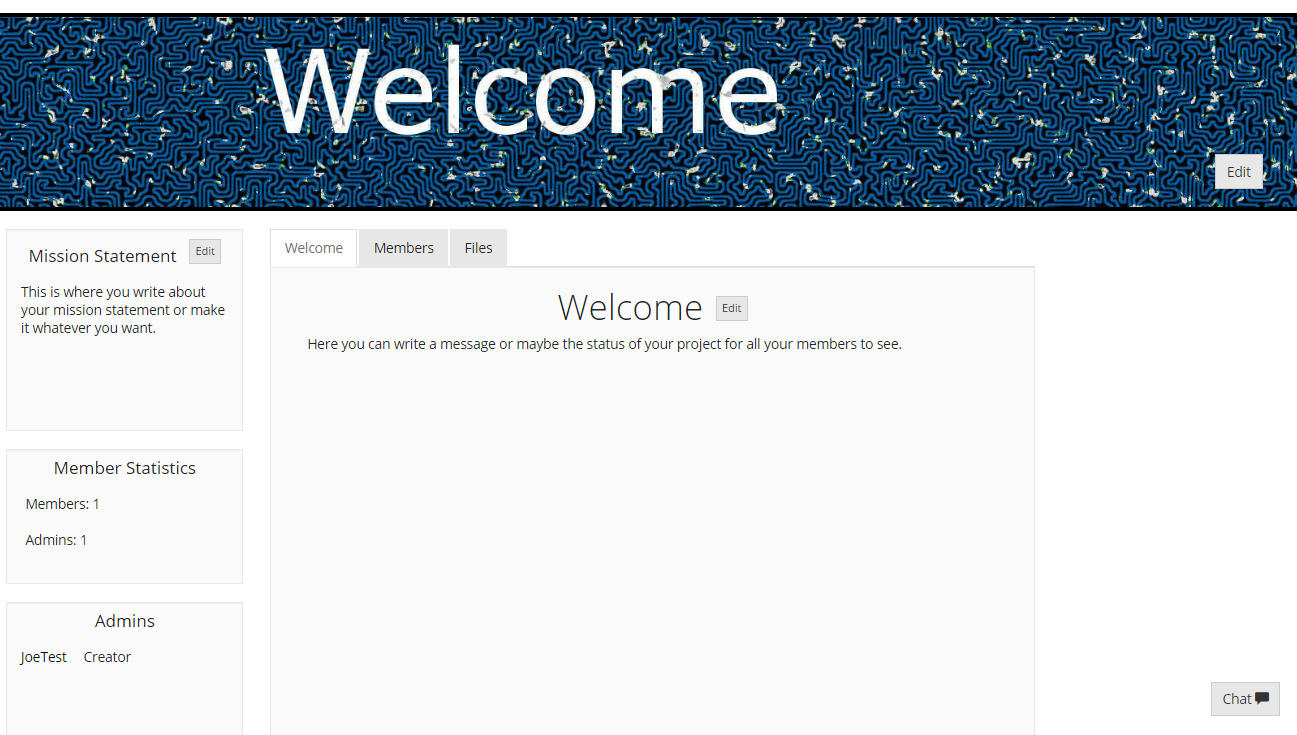 Welcome
Edit
Mission Statement Edit
This is where you write about
your mission statement or make
it whatever you want.
Member Statistics
Members: 1
Admins: 1
Admins
JoeTest Creator
Welcome Members Files
Welcome Edit
Here you can write a message or maybe the status of your project for all your members to see.
Chat